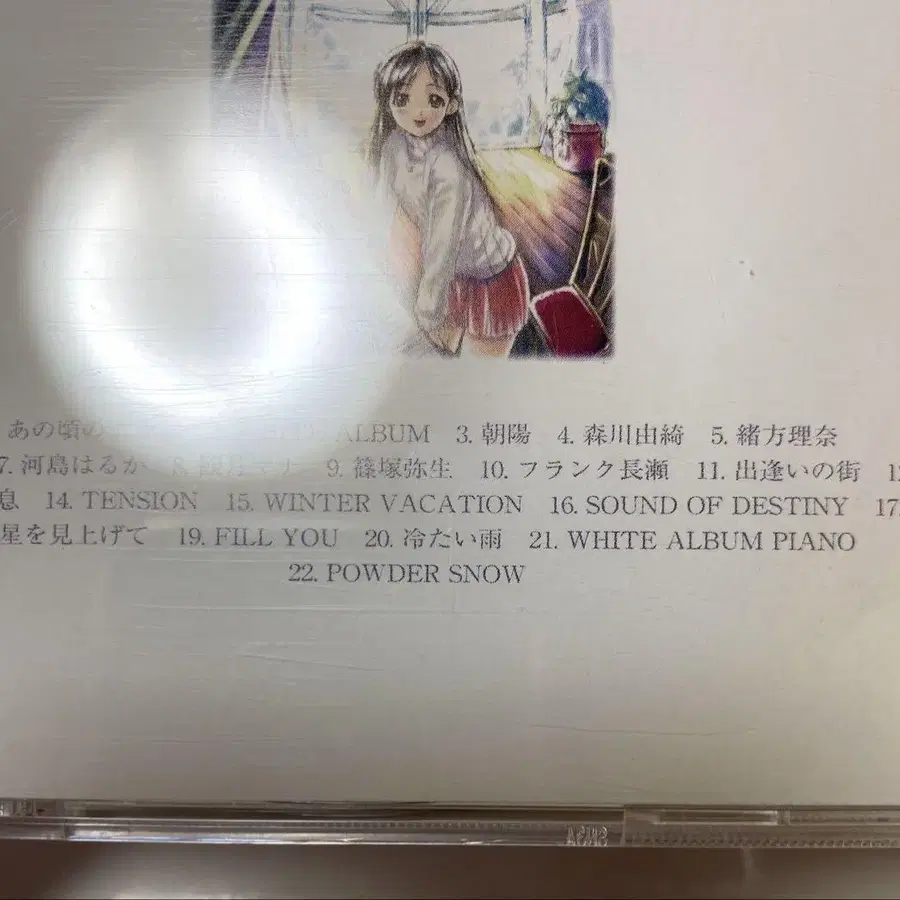 あの頃の ALBUM 3. 朝陽 4. 森川由綺 5. 緒方理奈
7. 河島はるか 8. 9. 篠塚弥生 10. フランク長瀬 11. 出逢いの街
息 14. TENSION 15. WINTER VACATION 16. SOUND OF DESTINY 17.
星を見上げて 19. FILL YOU 20. 冷たい雨 21. WHITE ALBUM PIANO
22. POWDER SNOW